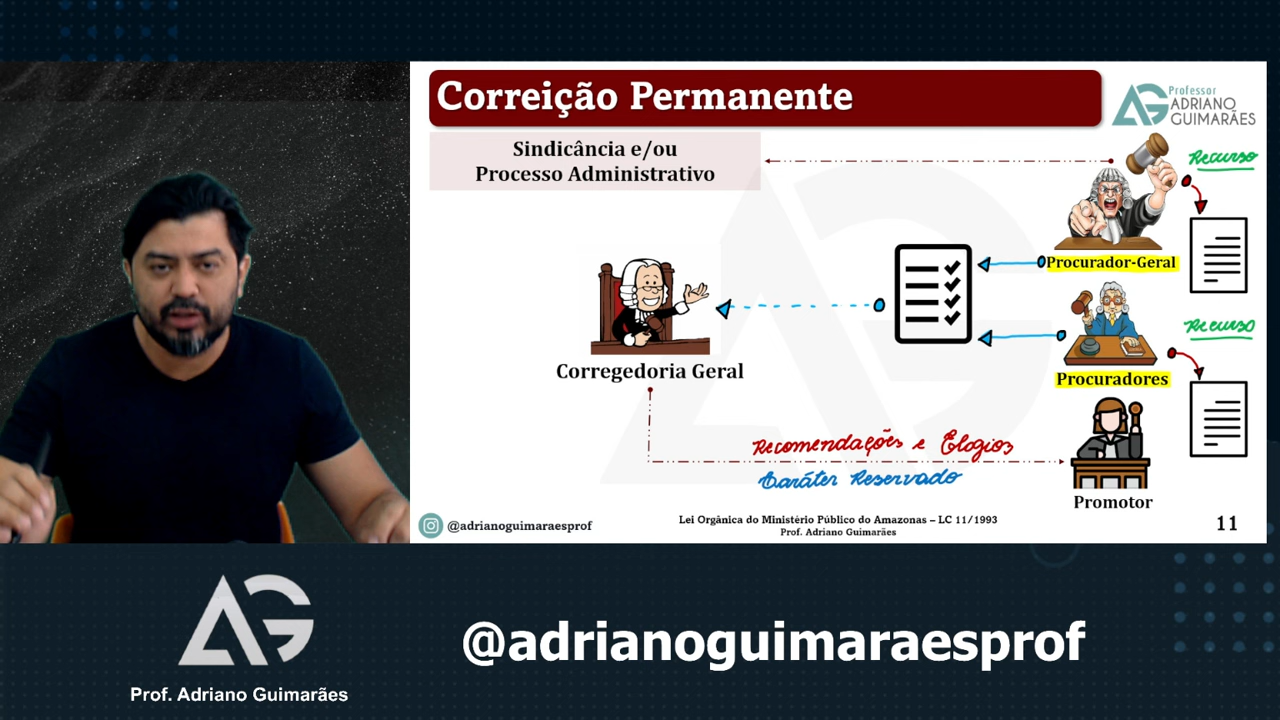 Correição Permanente
Professor
ADRIANO
GUIMARÃES
Sindicância e/ou
Processo Administrativo
Recurso
Procurador-Geral
Recurso
Corregedoria Geral
Procuradores
Recomendações e Elogios
Caráter Reservado
Promotor
@adrianoguimaraesprof
Lei Orgânica do Ministério Público do Amazonas – LC 11/1993
Prof. Adriano Guimarães
11
AG
@adrianoguimaraesprof
Prof. Adriano Guimarães